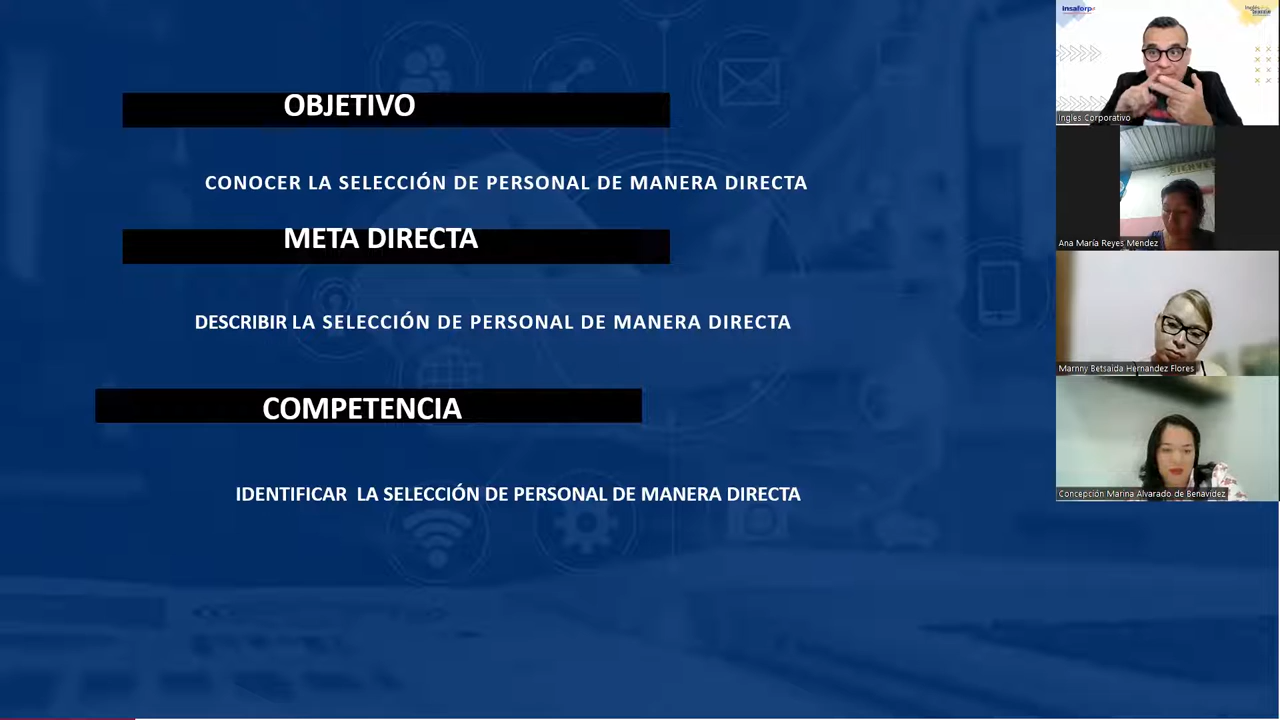 OBJETIVO
CONOCER LA SELECCIÓN DE PERSONAL DE MANERA DIRECTA
META DIRECTA
DESCRIBIR LA SELECCIÓN DE PERSONAL DE MANERA DIRECTA
COMPETENCIA
IDENTIFICAR LA SELECCIÓN DE PERSONAL DE MANERA DIRECTA
insaforp
Ingles Corporativo
Ana María Reyes Mendez
Marnny Betsaida Hernandez Flores
Concepción Marina Alvarado de Benavidez